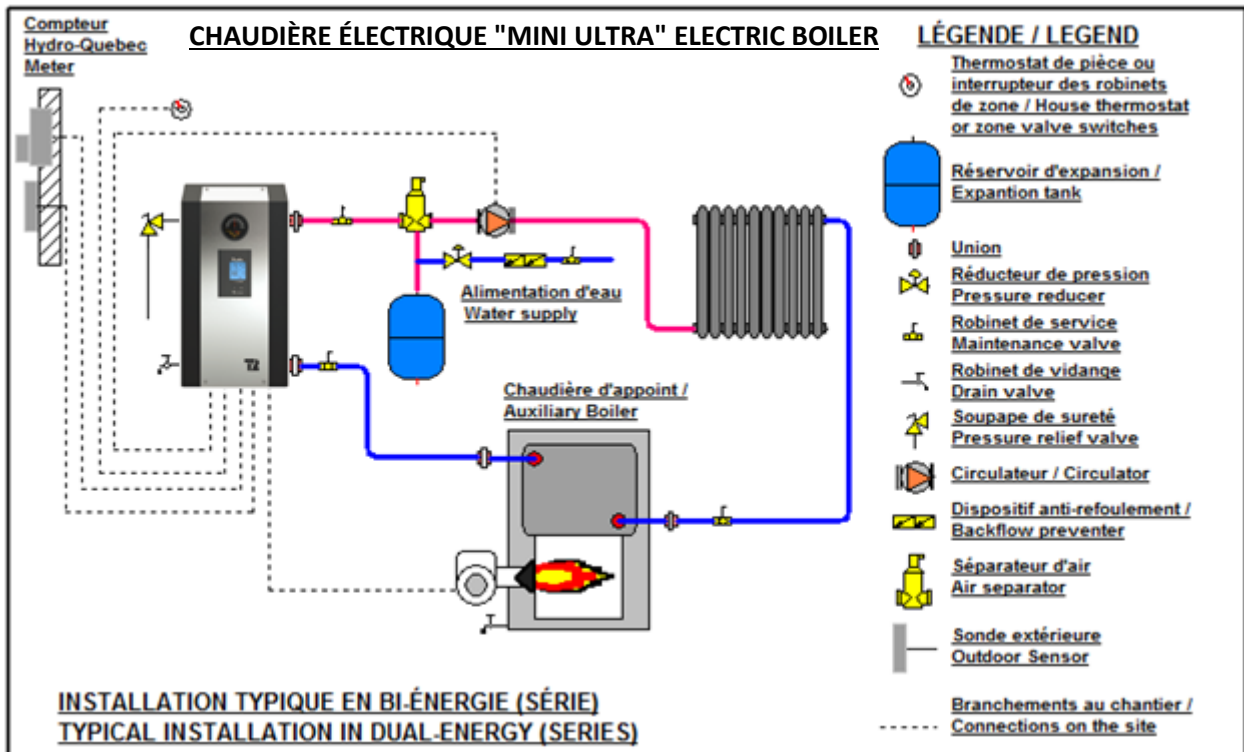 Compteur
Hydro-Quebec
Meter
CHAUDIÈRE ÉLECTRIQUE "MINI ULTRA" ELECTRIC BOILER
Alimentation d'eau
Water supply
Chaudière d'appoint /
Auxiliary Boiler
INSTALLATION TYPIQUE EN BI-ÉNERGIE (SÉRIE)
TYPICAL INSTALLATION IN DUAL-ENERGY (SERIES)
LÉGENDE / LEGEND
Thermostat de pièce ou
interrupteur des robinets
de zone / House thermostat
or zone valve switches
Réservoir d'expansion /
Expantion tank
Union
Réducteur de pression
Pressure reducer
Robinet de service
Maintenance valve
Robinet de vidange
Drain valve
Soupape de sureté
Pressure relief valve
Circulateur / Circulator
Dispositif anti-refoulement /
Backflow preventer
Séparateur d'air
Air separator
Sonde extérieure
Outdoor Sensor
Branchements au chantier /
Connections on the site